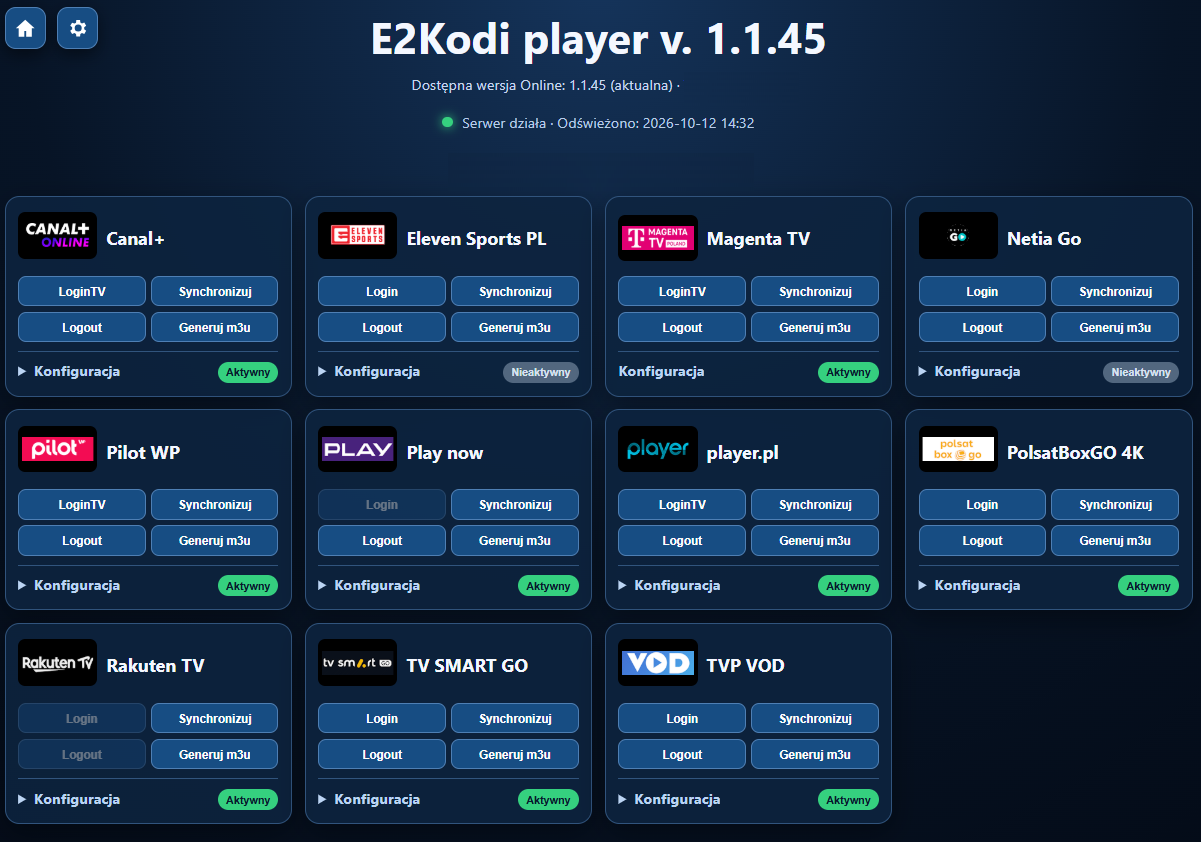 E2Kodi player v. 1.1.45
Dostępna wersja Online: 1.1.45 (aktualna) ·
Serwer działa · Odświeżono: 2026-10-12 14:32
CANAL+
ONLINE
Canal+
LoginTV
Synchronizuj
Logout
Generuj m3u
Konfiguracja
Aktywny
ELEVEN
SPORTS
Eleven Sports PL
Login
Synchronizuj
Logout
Generuj m3u
Konfiguracja
Nieaktywny
T MAGENTA
TV POLAND
Magenta TV
LoginTV
Synchronizuj
Logout
Generuj m3u
Konfiguracja
Aktywny
NETIA
GO
Netia Go
Login
Synchronizuj
Logout
Generuj m3u
Konfiguracja
Nieaktywny
pilot WP
Pilot WP
LoginTV
Synchronizuj
Logout
Generuj m3u
Konfiguracja
Aktywny
PLAY
Play now
Login
Synchronizuj
Logout
Generuj m3u
Konfiguracja
Aktywny
player
player.pl
LoginTV
Synchronizuj
Logout
Generuj m3u
Konfiguracja
Aktywny
polsat
box go
PolsatBoxGO 4K
Login
Synchronizuj
Logout
Generuj m3u
Konfiguracja
Aktywny
Rakuten TV
Rakuten TV
Login
Synchronizuj
Logout
Generuj m3u
Konfiguracja
Aktywny
tv smart GO
TV SMART GO
Login
Synchronizuj
Logout
Generuj m3u
Konfiguracja
Aktywny
VOD
TVP VOD
Login
Synchronizuj
Logout
Generuj m3u
Konfiguracja
Aktywny